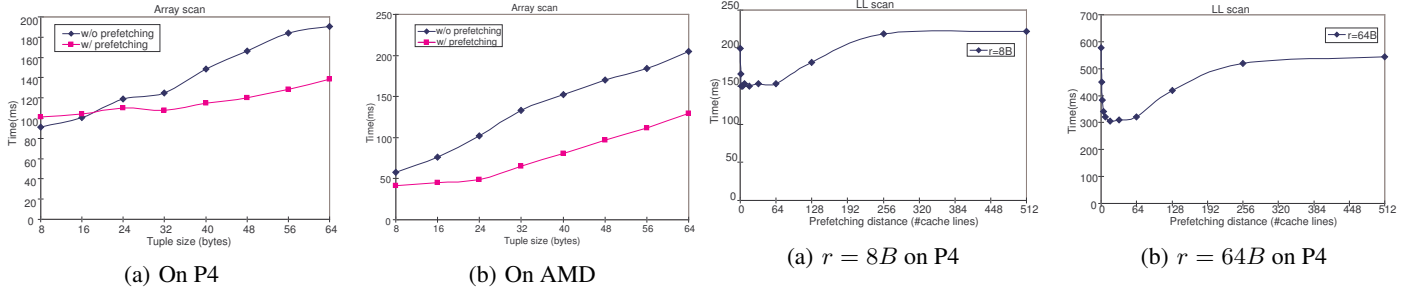 Array scan
200
180
160
140
120
100
80
60
40
20
0
Time(ms)
w/o prefetching
w/ prefetching
8 16 24 32 40 48 56 64
Tuple size (bytes)
(a) On P4
Array scan
250
200
150
100
50
0
Time(ms)
w/o prefetching
w/ prefetching
8 16 24 32 40 48 56 64
Tuple size (bytes)
(b) On AMD
LL scan
250
200
150
100
50
0
Time(ms)
r=8B
0 64 128 192 256 320 384 448 512
Prefetching distance (#cache lines)
(a) r = 8B on P4
LL scan
700
600
500
400
300
200
100
0
Time(ms)
r=64B
0 64 128 192 256 320 384 448 512
Prefetching distance (#cache lines)
(b) r = 64B on P4